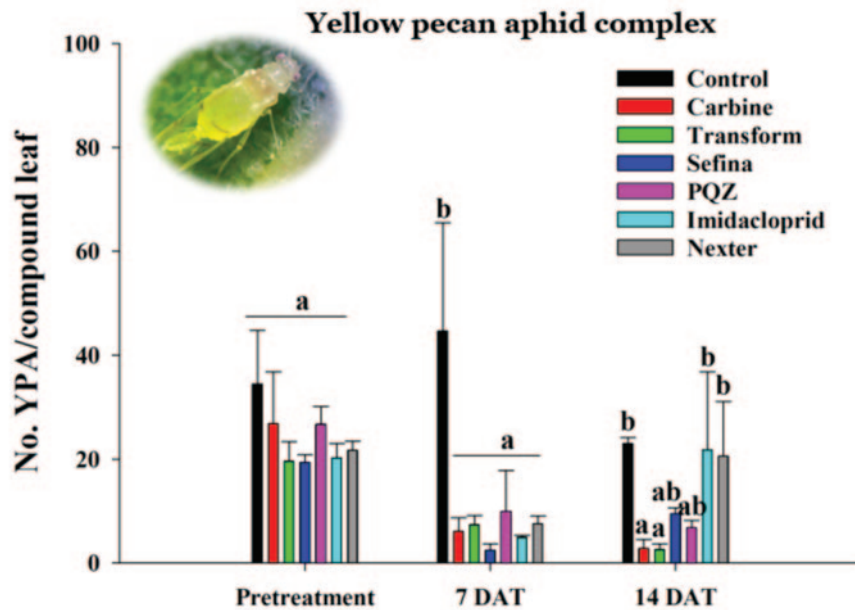 Yellow pecan aphid complex
100
80
60
40
20
0
No. YPA/compound leaf
Control
Carbine
Transform
Sefina
PQZ
Imidacloprid
Nexter
a
b
a
b
a
a
ab
ab
b
b
Pretreatment
7 DAT
14 DAT